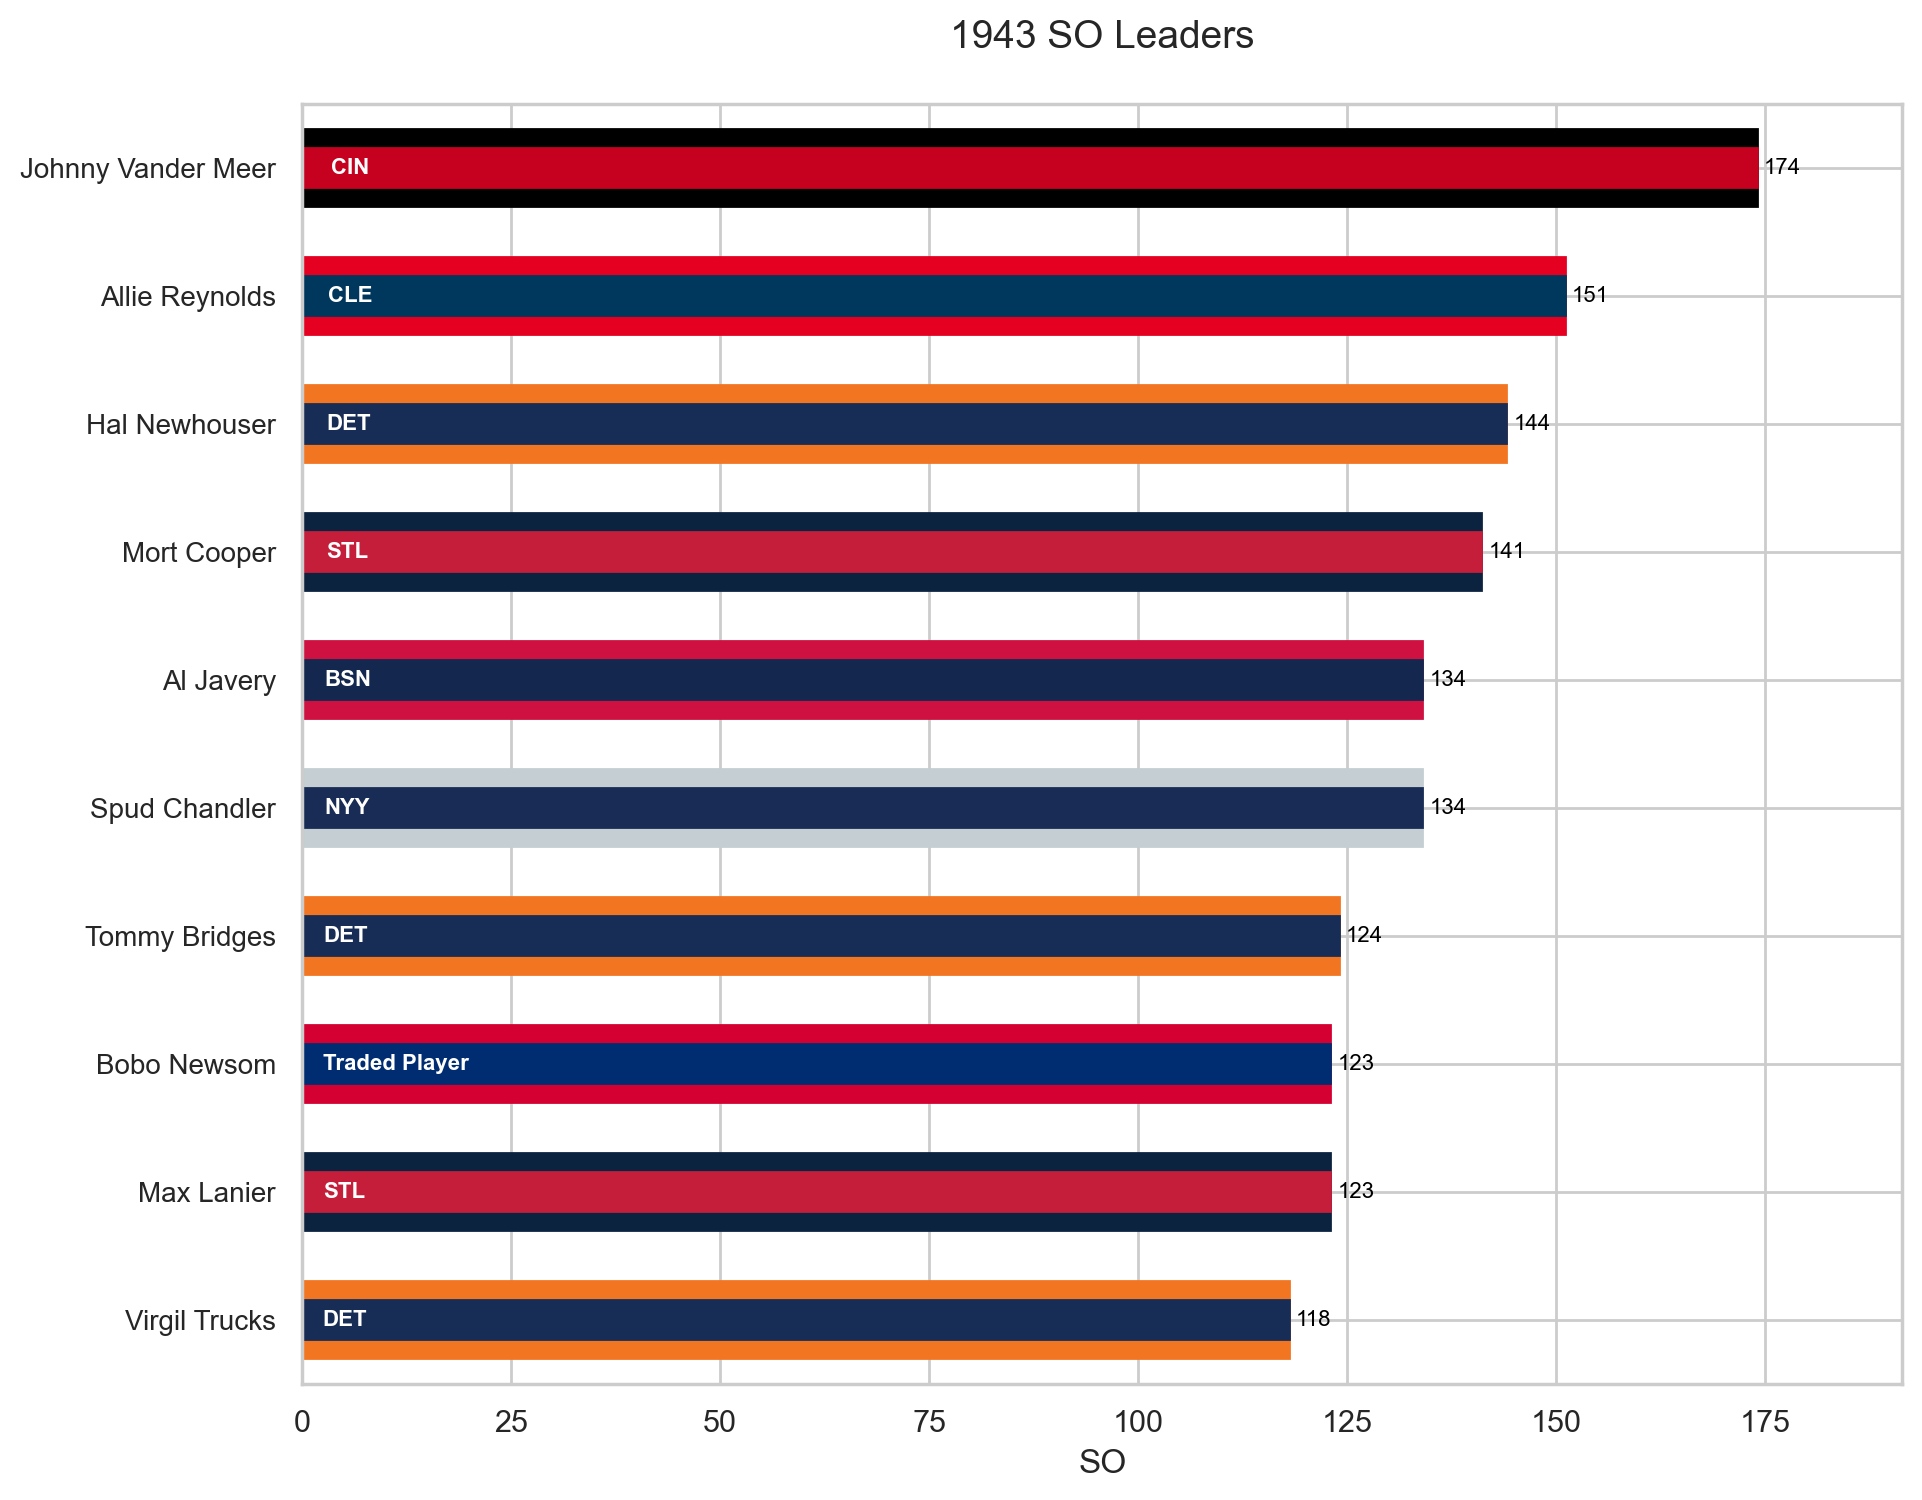 1943 SO Leaders
Johnny Vander Meer CIN 174
Allie Reynolds CLE 151
Hal Newhouser DET 144
Mort Cooper STL 141
Al Javery BSN 134
Spud Chandler NYY 134
Tommy Bridges DET 124
Bobo Newsom Traded Player 123
Max Lanier STL 123
Virgil Trucks DET 118
0 25 50 75 100 125 150 175
SO